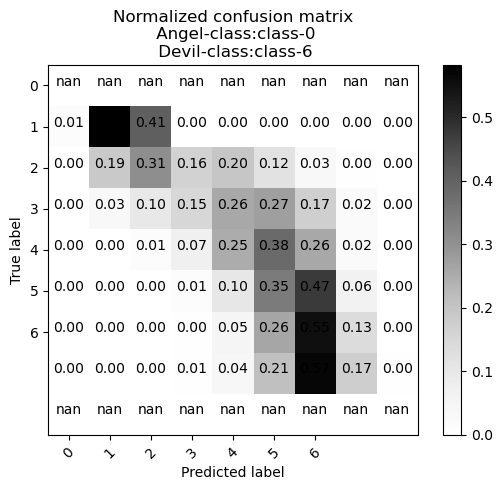 Normalized confusion matrix
Angel-class:class-0
Devil-class:class-6
0 nan nan nan nan nan nan nan nan nan
1 0.01 0.41 0.00 0.00 0.00 0.00 0.00 0.00
2 0.00 0.19 0.31 0.16 0.20 0.12 0.03 0.00 0.00
3 0.00 0.03 0.10 0.15 0.26 0.27 0.17 0.02 0.00
4 0.00 0.00 0.01 0.07 0.25 0.38 0.26 0.02 0.00
5 0.00 0.00 0.00 0.01 0.10 0.35 0.47 0.06 0.00
6 0.00 0.00 0.00 0.00 0.05 0.26 0.55 0.13 0.00
0.00 0.00 0.00 0.01 0.04 0.21 0.57 0.17 0.00
nan nan nan nan nan nan nan nan nan
True label
0 1 2 3 4 5 6
Predicted label
0.5
0.4
0.3
0.2
0.1
0.0